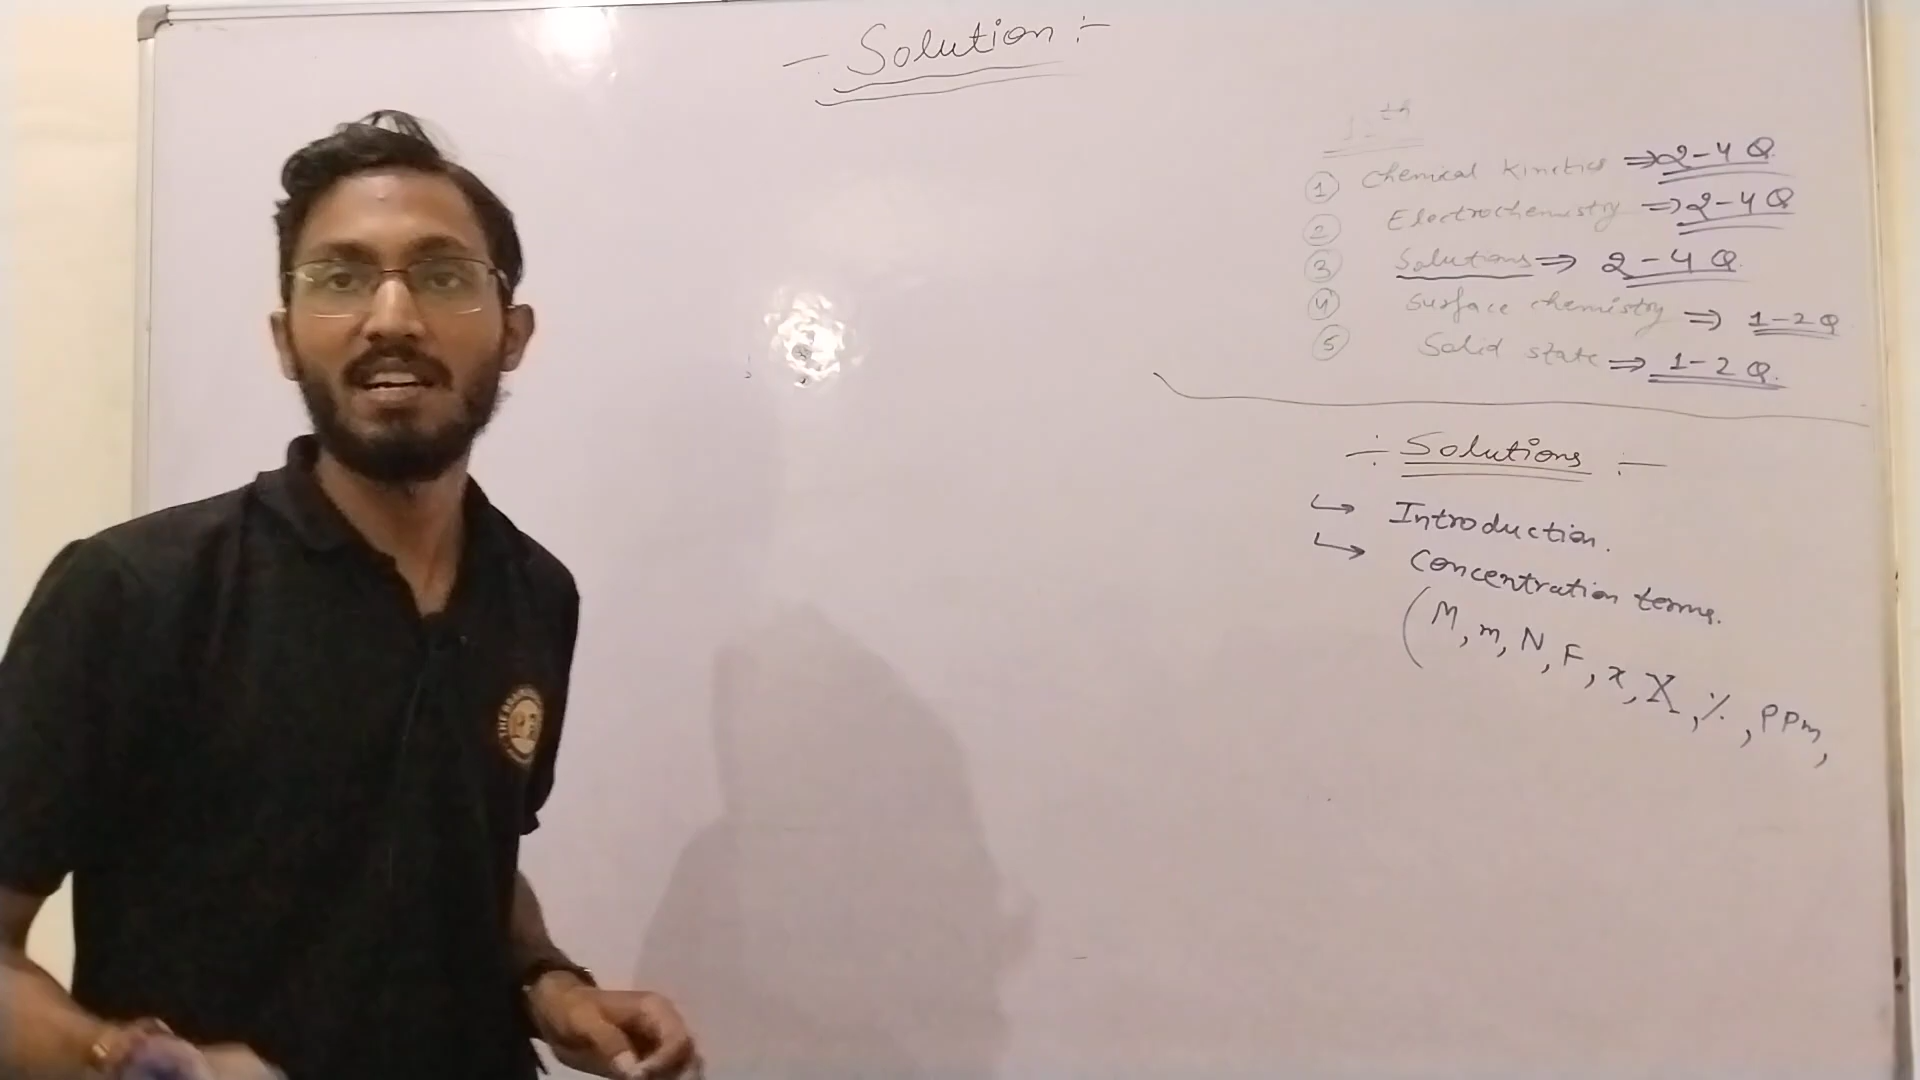 - Solution :-
12th
① Chemical Kinetics ⇒ 2-4 Q.
② Electrochemistry ⇒ 2-4 Q
③ Solutions ⇒ 2-4 Q.
④ Surface chemistry ⇒ 1-2 Q
⑤ Solid state ⇒ 1-2 Q.
-: Solutions :-
↳ Introduction.
↳ Concentration terms.
(M, m, N, F, x, X, %, PPm,